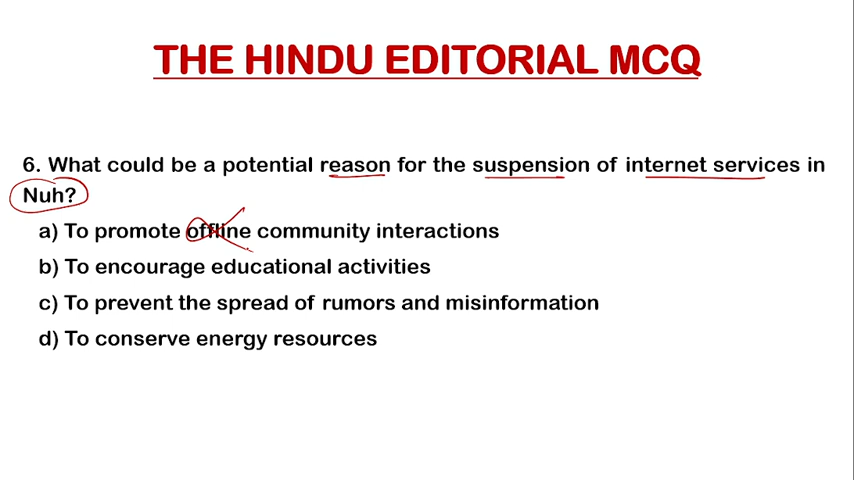 THE HINDU EDITORIAL MCQ
6. What could be a potential reason for the suspension of internet services in
Nuh?
a) To promote offline community interactions
b) To encourage educational activities
c) To prevent the spread of rumors and misinformation
d) To conserve energy resources